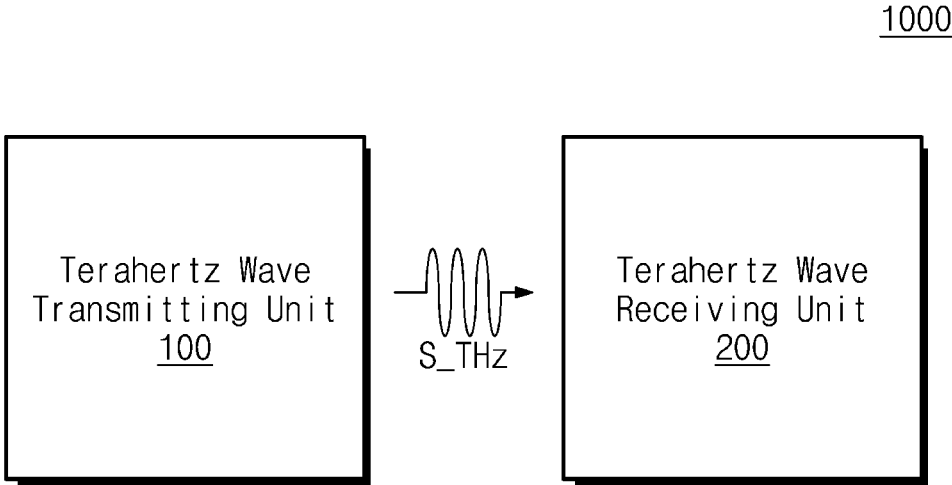 1000
Terahertz Wave
Transmitting Unit
100
S_THz
Terahertz Wave
Receiving Unit
200